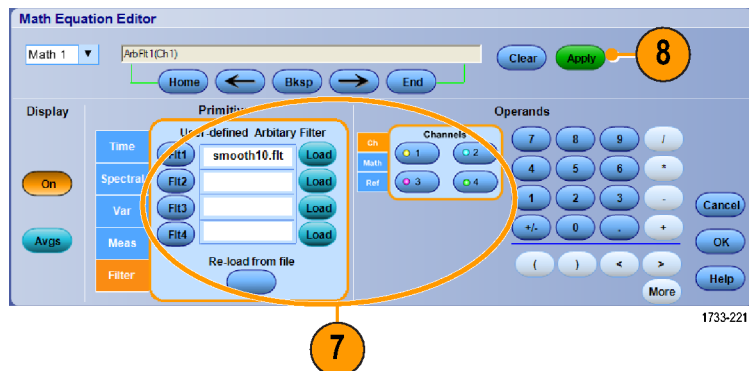 Math Equation Editor
Math 1
ArbFlt1(Ch1)
Clear
Apply
8
Home
Bksp
End
Display
Operands
User-defined Arbitary Filter
Time
Spectral
Var
Meas
Filter
On
Avgs
Flt1
smooth10.flt
Load
Flt2
Load
Flt3
Load
Flt4
Load
Re-load from file
Ch
Math
Ref
Channels
1
2
3
4
7
8
9
/
4
5
6
*
1
2
3
-
+/-
0
.
+
(
)
<
>
More
Cancel
OK
Help
1733-221
7